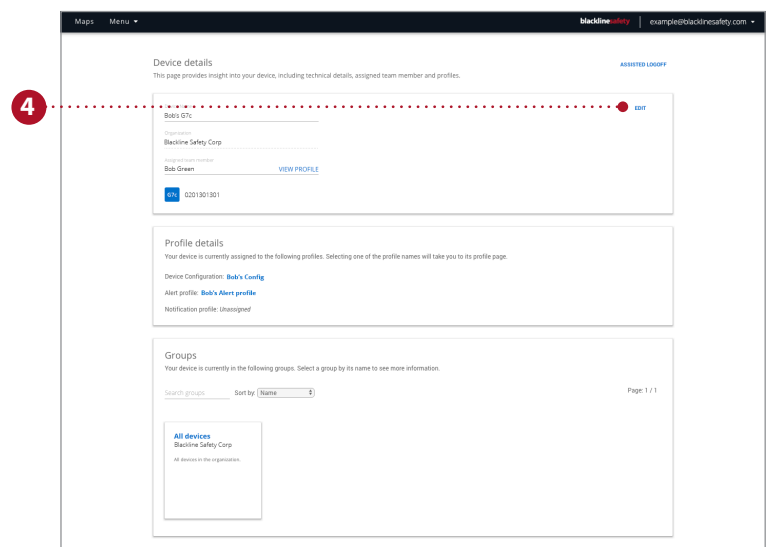 Maps Menu
blacklinesafety example@blacklinesafety.com
Device details
ASSISTED LOGOFF
This page provides insight into your device, including technical details, assigned team member and profiles.
4
EDIT
Bob's G7c
Organization
Blackline Safety Corp
Assigned team member
Bob Green VIEW PROFILE
G7c 0201301301
Profile details
Your device is currently assigned to the following profiles. Selecting one of the profile names will take you to its profile page.
Device Configuration: Bob's Config
Alert profile: Bob's Alert profile
Notification profile: Unassigned
Groups
Your device is currently in the following groups. Select a group by its name to see more information.
Search groups Sort by: Name Page: 1 / 1
All devices
Blackline Safety Corp
All devices in the organization.